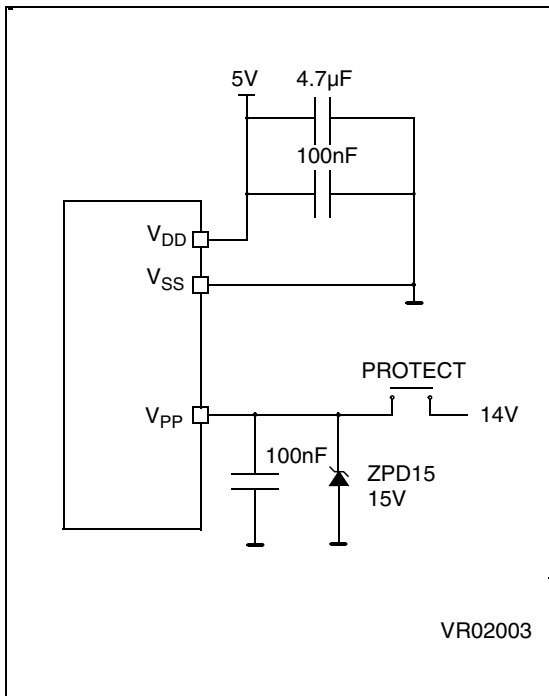 5V
4.7µF
100nF
VDD
VSS
PROTECT
VPP
14V
100nF
ZPD15
15V
VR02003